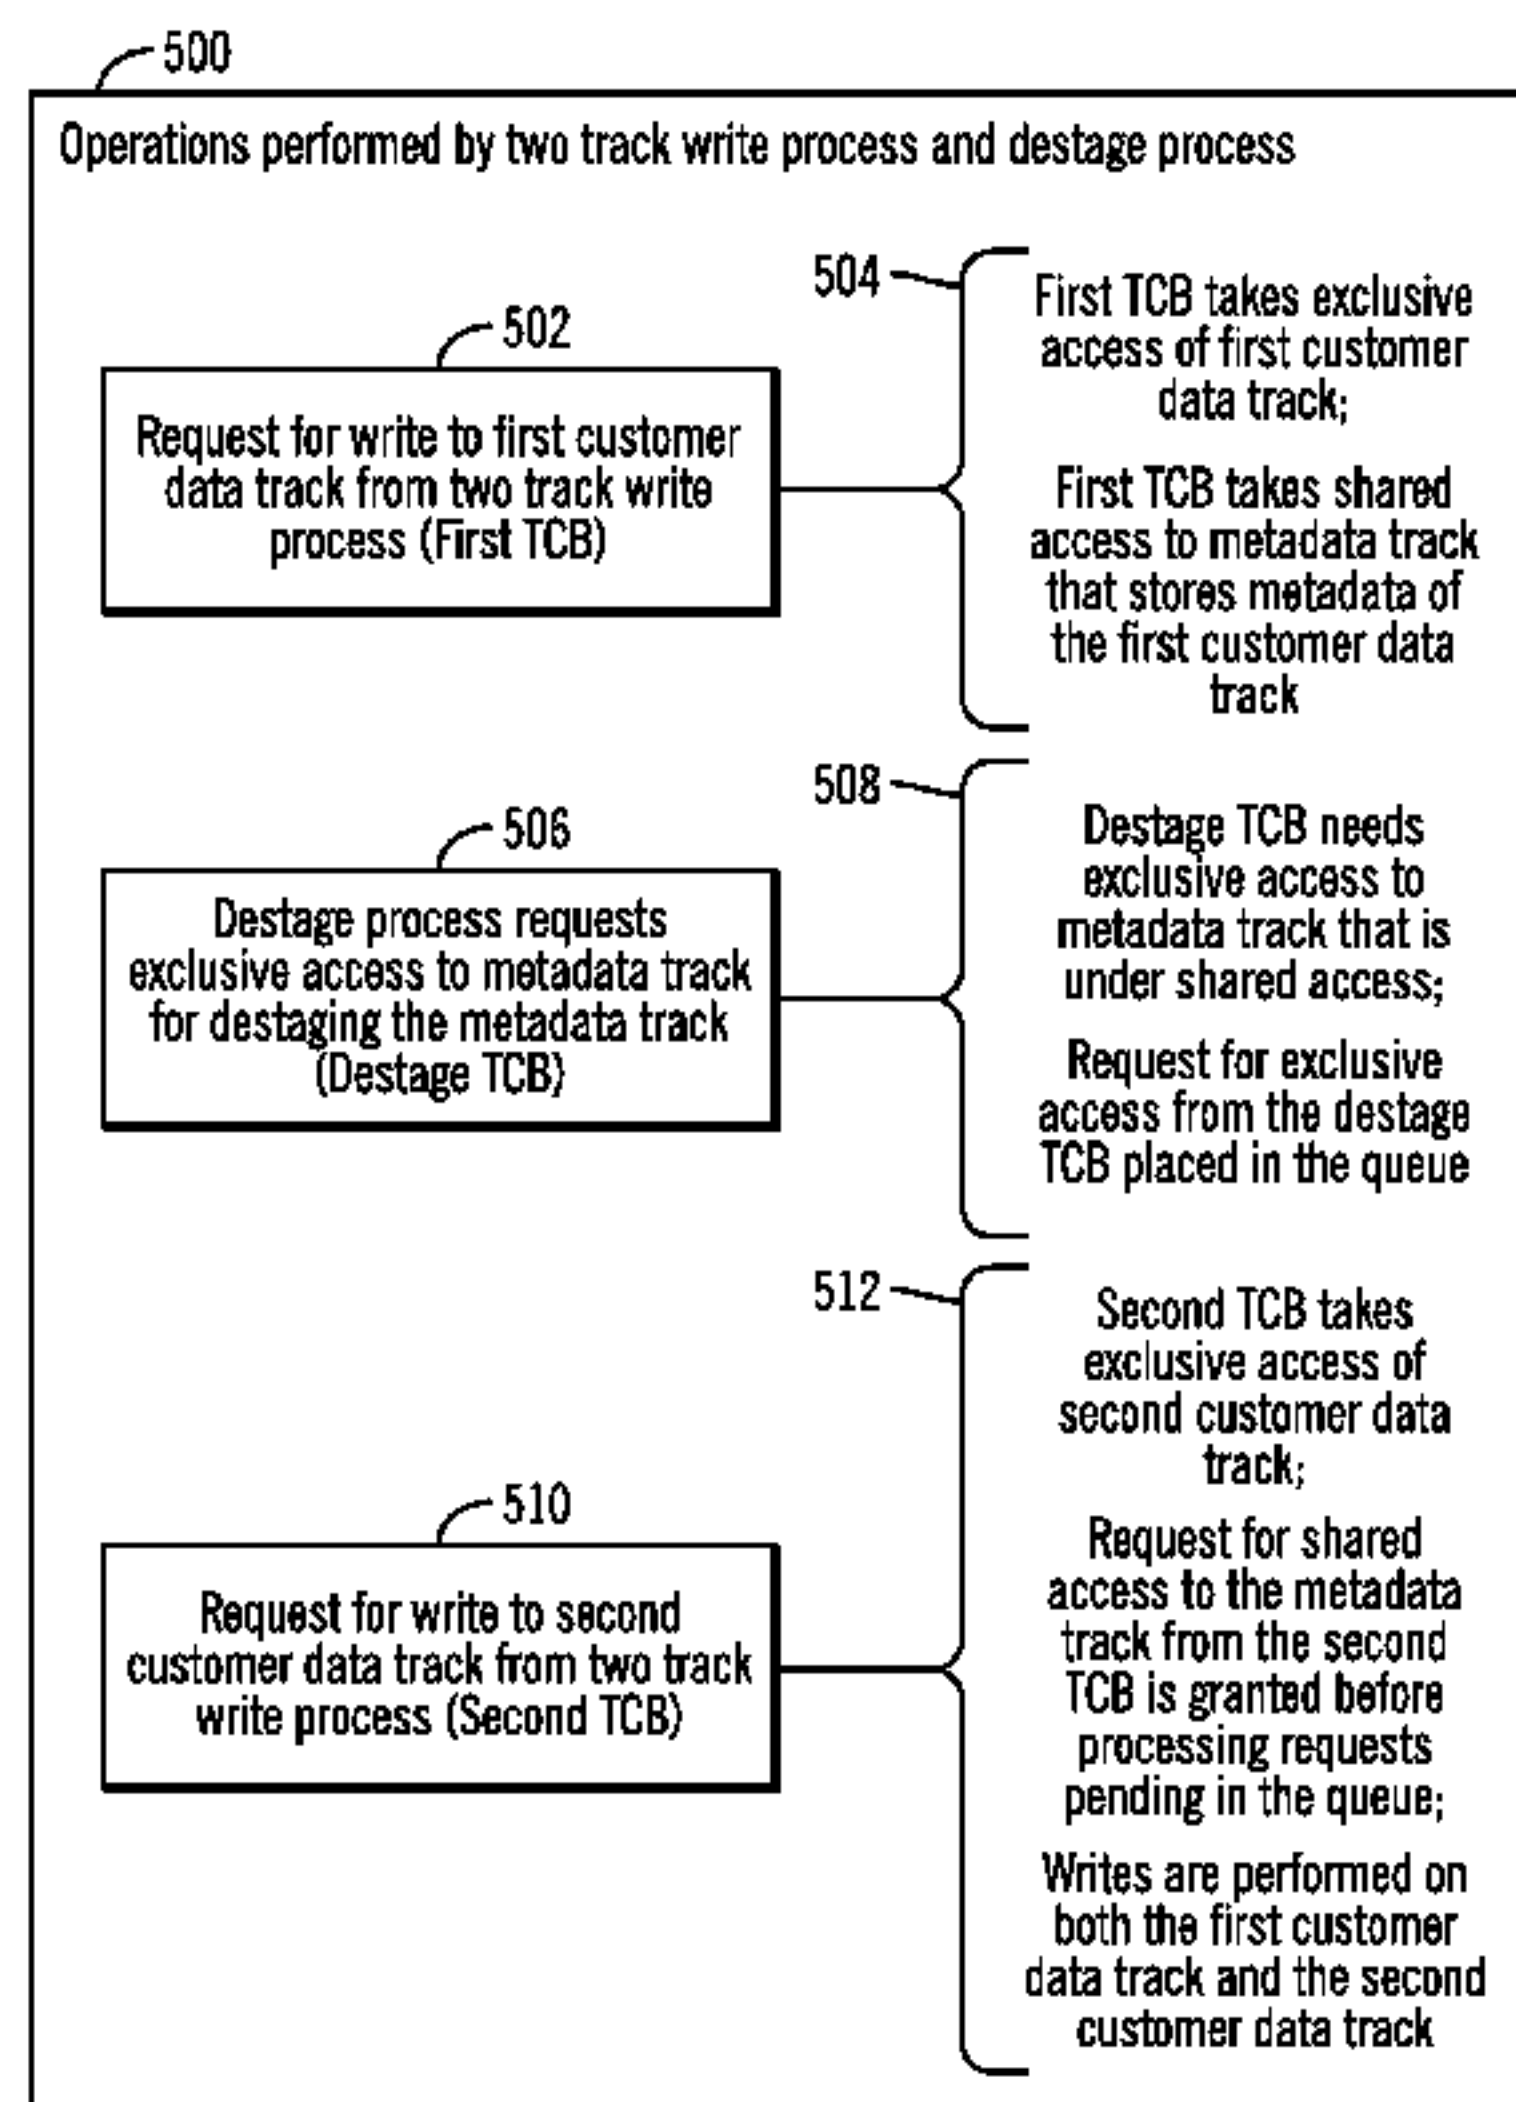 500
Operations performed by two track write process and destage process
502
Request for write to first customer
data track from two track write
process (First TCB)
504
First TCB takes exclusive
access of first customer
data track;
First TCB takes shared
access to metadata track
that stores metadata of
the first customer data
track
506
Destage process requests
exclusive access to metadata track
for destaging the metadata track
(Destage TCB)
508
Destage TCB needs
exclusive access to
metadata track that is
under shared access;
Request for exclusive
access from the destage
TCB placed in the queue
510
Request for write to second
customer data track from two track
write process (Second TCB)
512
Second TCB takes
exclusive access of
second customer data
track;
Request for shared
access to the metadata
track from the second
TCB is granted before
processing requests
pending in the queue;
Writes are performed on
both the first customer
data track and the second
customer data track